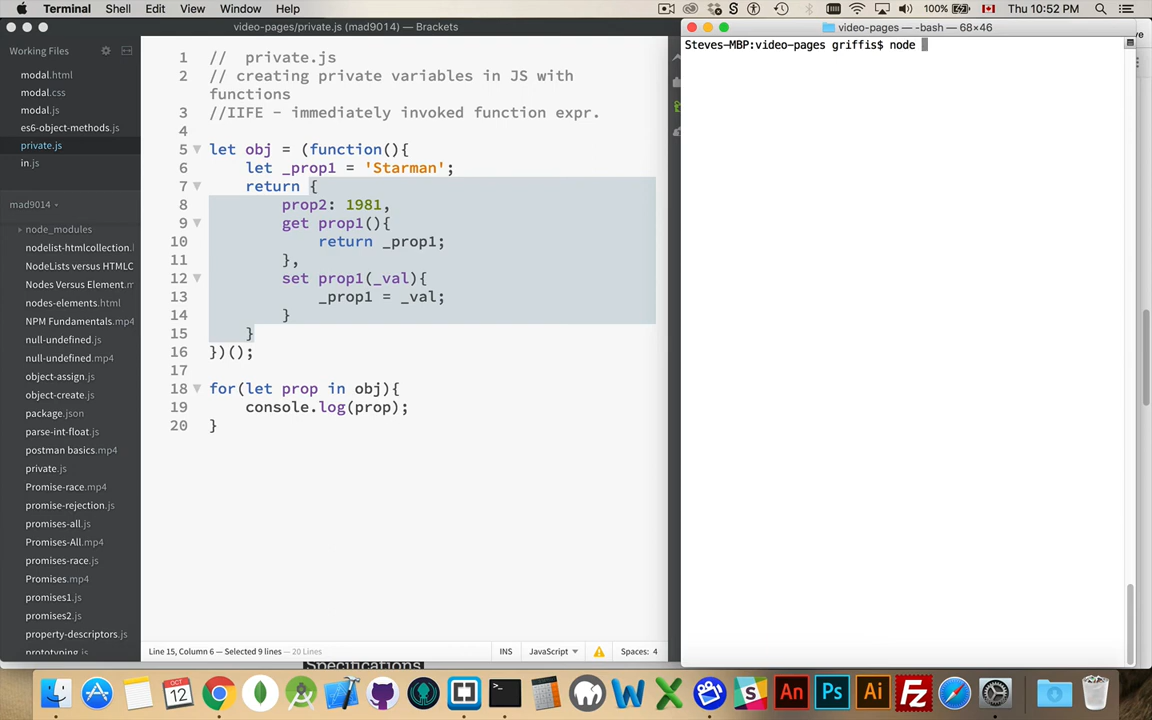 Terminal Shell Edit View Window Help 100% Thu 10:52 PM
video-pages/private.js (mad9014) — Brackets
Working Files
modal.html
modal.css
modal.js
es6-object-methods.js
private.js
in.js
mad9014
node_modules
nodelist-htmlcollection.
NodeLists versus HTMLC
Nodes Versus Element.m
nodes-elements.html
NPM Fundamentals.mp4
null-undefined.js
null-undefined.mp4
object-assign.js
object-create.js
package.json
parse-int-float.js
postman basics.mp4
private.js
Promise-race.mp4
promise-rejection.js
promises-all.js
Promises-All.mp4
promises-race.js
Promises.mp4
promises1.js
promises2.js
property-descriptors.js
prototyping.js
1 // private.js
2 // creating private variables in JS with
functions
3 //IIFE - immediately invoked function expr.
4
5 let obj = (function(){
6 let _prop1 = 'Starman';
7 return {
8 prop2: 1981,
9 get prop1(){
10 return _prop1;
11 },
12 set prop1(_val){
13 _prop1 = _val;
14 }
15 }
16 })();
17
18 for(let prop in obj){
19 console.log(prop);
20 }
Line 15, Column 6 — Selected 9 lines — 20 Lines INS JavaScript Spaces: 4
video-pages — -bash — 68×46
Steves-MBP:video-pages griffis$ node
Specifications
OCT
12
An Ps Ai Fz